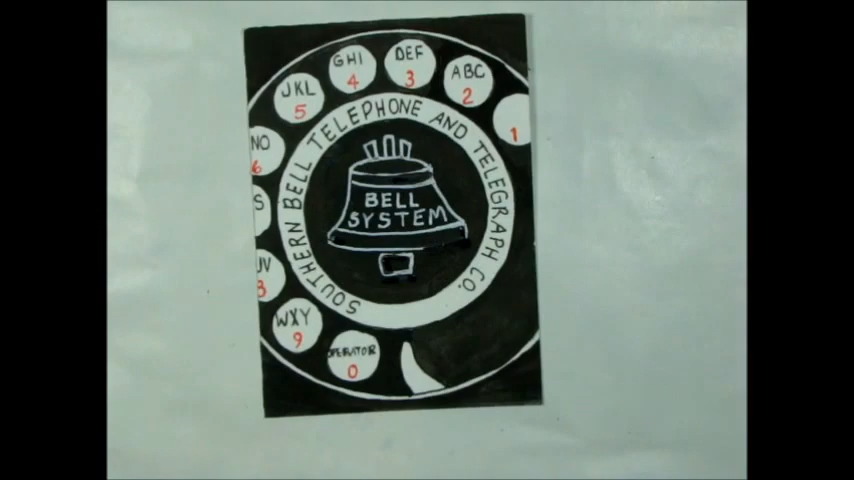 GHI
4
DEF
3
ABC
2
JKL
5
1
NO
6
S
UV
8
WXY
9
OPERATOR
0
SOUTHERN BELL TELEPHONE AND TELEGRAPH CO.
BELL
SYSTEM